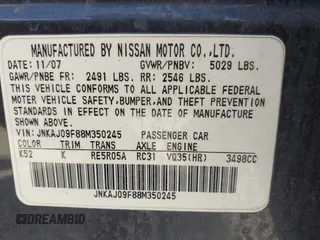 MANUFACTURED BY NISSAN MOTOR CO.,LTD.
DATE: 11/07 GVWR/PNBV: 5029 LBS.
GAWR/PNBE FR: 2491 LBS. RR: 2546 LBS.
THIS VEHICLE CONFORMS TO ALL APPLICABLE
FEDERAL MOTOR VEHICLE
SAFETY, BUMPER, AND THEFT PREVENTION
STANDARDS IN EFFECT ON THE DATE OF
MANUFACTURE SHOWN ABOVE.
VIN: JNKAJ09F88M350245 PASSENGER CAR
COLOR TRIM TRANS AXLE ENGINE
K52 K RE5R05A RC31 VQ35(HR) 3498CC
JNKAJ09F88M350245
DREAMBID